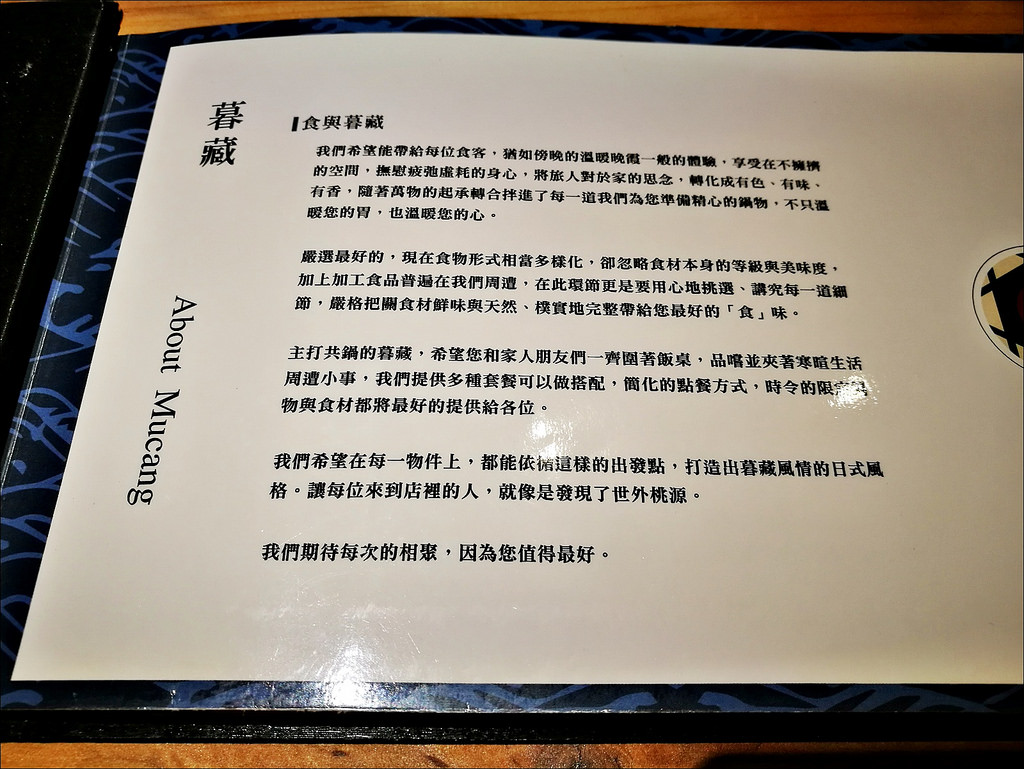 暮藏
About Mucang
食與暮藏
我們希望能帶給每位食客，猶如傍晚的溫暖晚霞一般的體驗，享受在不擁擠
的空間，撫慰疲弛虛耗的身心，將旅人對於家的思念，轉化成有色、有味、
有香，隨著萬物的起承轉合拌進了每一道我們為您準備精心的鍋物，不只溫
暖您的胃，也溫暖您的心。
嚴選最好的，現在食物形式相當多樣化，卻忽略食材本身的等級與美味度，
加上加工食品普遍在我們周遭，在此環節更是要用心地挑選、講究每一道細
節，嚴格把關食材鮮味與天然、樸實地完整帶給您最好的「食」味。
主打共鍋的暮藏，希望您和家人朋友們一齊圍著飯桌，品嚐並夾著寒暄生活
周遭小事，我們提供多種套餐可以做搭配，簡化的點餐方式，時令的限定
物與食材都將最好的提供給各位。
我們希望在每一物件上，都能依循這樣的出發點，打造出暮藏風情的日式風
格。讓每位來到店裡的人，就像是發現了世外桃源。
我們期待每次的相聚，因為您值得最好。